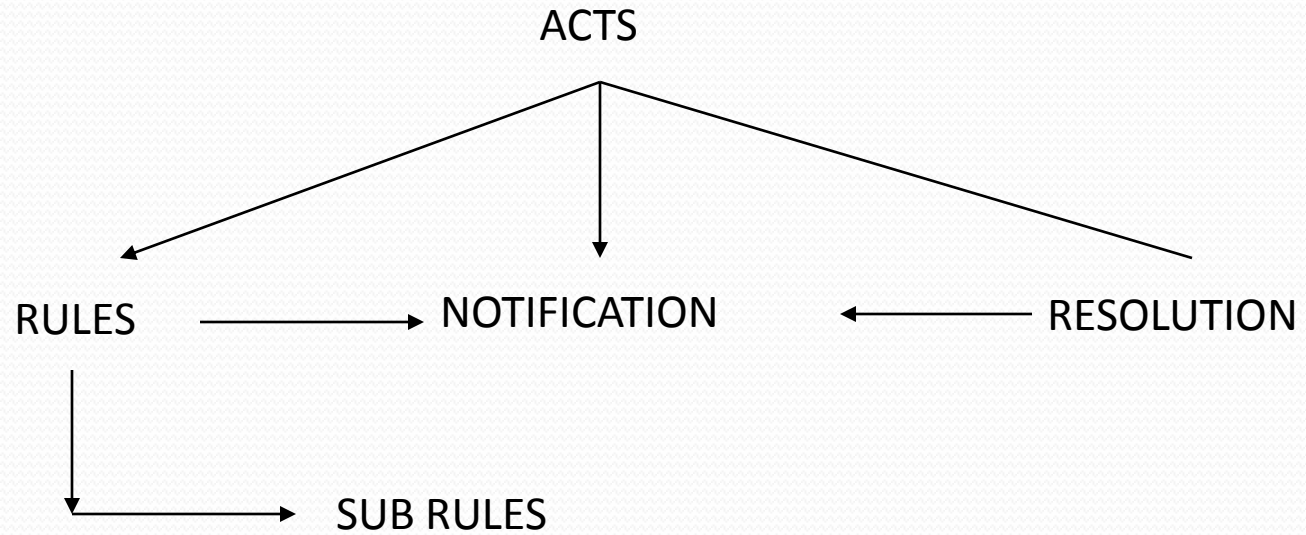 ACTS
RULES
NOTIFICATION
RESOLUTION
SUB RULES